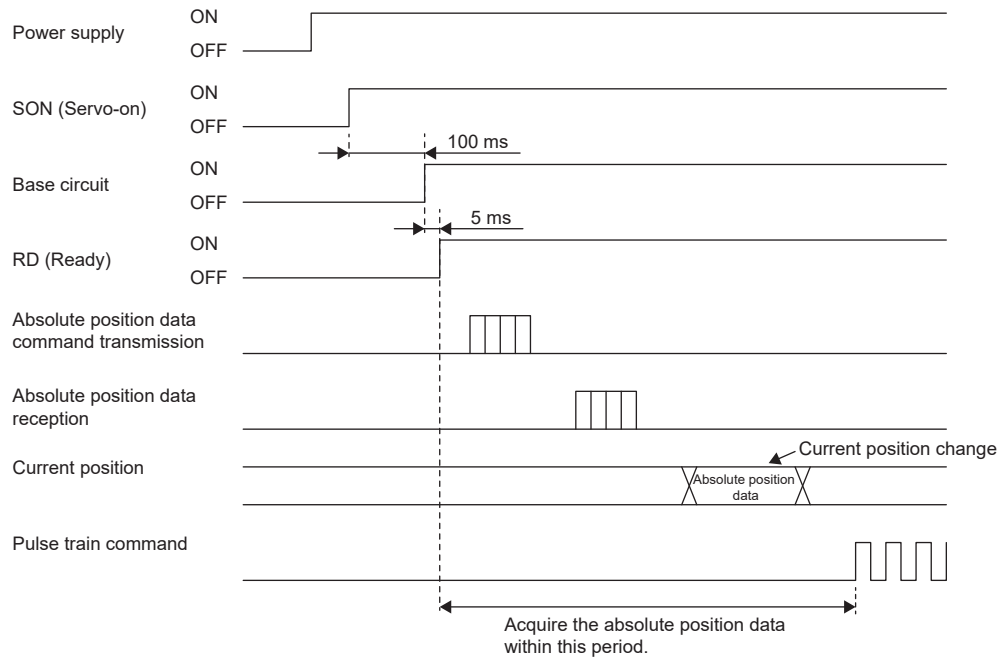 ON
Power supply
OFF
ON
SON (Servo-on)
OFF
100 ms
ON
Base circuit
OFF
5 ms
ON
RD (Ready)
OFF
Absolute position data
command transmission
Absolute position data
reception
Current position change
Current position
Absolute position
data
Pulse train command
Acquire the absolute position data
within this period.